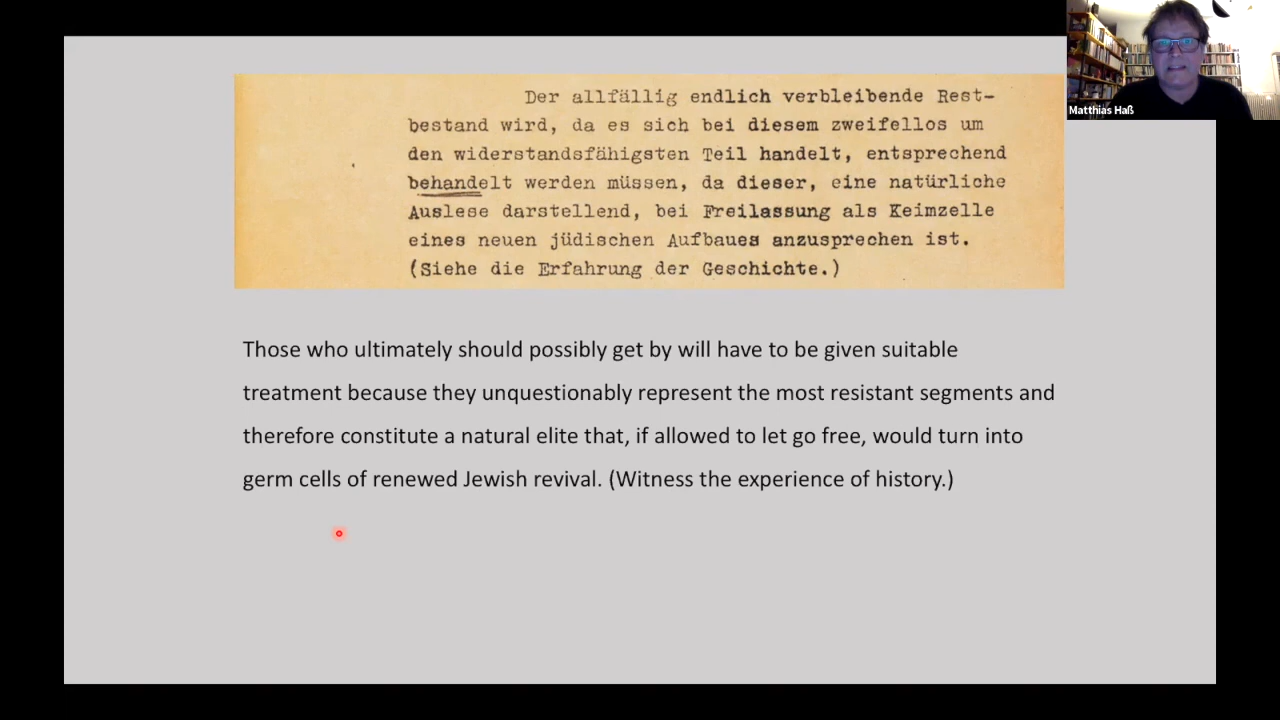 Der allfällig endlich verbleibende Rest-
bestand wird, da es sich bei diesem zweifellos um
den widerstandsfähigsten Teil handelt, entsprechend
behandelt werden müssen, da dieser, eine natürliche
Auslese darstellend, bei Freilassung als Keimzelle
eines neuen jüdischen Aufbaues anzusprechen ist.
(Siehe die Erfahrung der Geschichte.)
Those who ultimately should possibly get by will have to be given suitable
treatment because they unquestionably represent the most resistant segments and
therefore constitute a natural elite that, if allowed to let go free, would turn into
germ cells of renewed Jewish revival. (Witness the experience of history.)
Matthias Haß